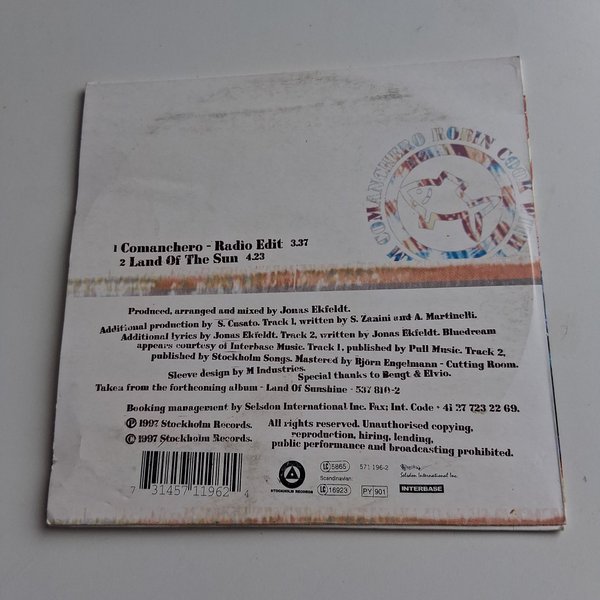 COMANCHERO ROBIN COOK
1 Comanchero - Radio Edit 3.37
2 Land Of The Sun 4.23
Produced, arranged and mixed by Jonas Ekfeldt.
Additional production by S. Cusato. Track 1, written by S. Zanini and A. Martinelli.
Additional lyrics by Jonas Ekfeldt. Track 2, written by Jonas Ekfeldt. Bluedream
appears courtesy of Interbase Music. Track 1, published by Pull Music. Track 2,
published by Stockholm Songs. Mastered by Björn Engelmann - Cutting Room.
Sleeve design by M Industries. Special thanks to Bengt & Elvio.
Taken from the forthcoming album - Land Of Sunshine - 537 810-2
Booking management by Selsdon International Inc. Fax; Int. Code + 41 27 723 22 69.
℗ 1997 Stockholm Records.
© 1997 Stockholm Records.
All rights reserved. Unauthorised copying,
reproduction, hiring, lending,
public performance and broadcasting prohibited.
7 31457 11962 4
STOCKHOLM RECORDS
LC 5865
571 196-2
Scandinavian:
LC 16923
PY 901
Selsdon International Inc.
INTERBASE